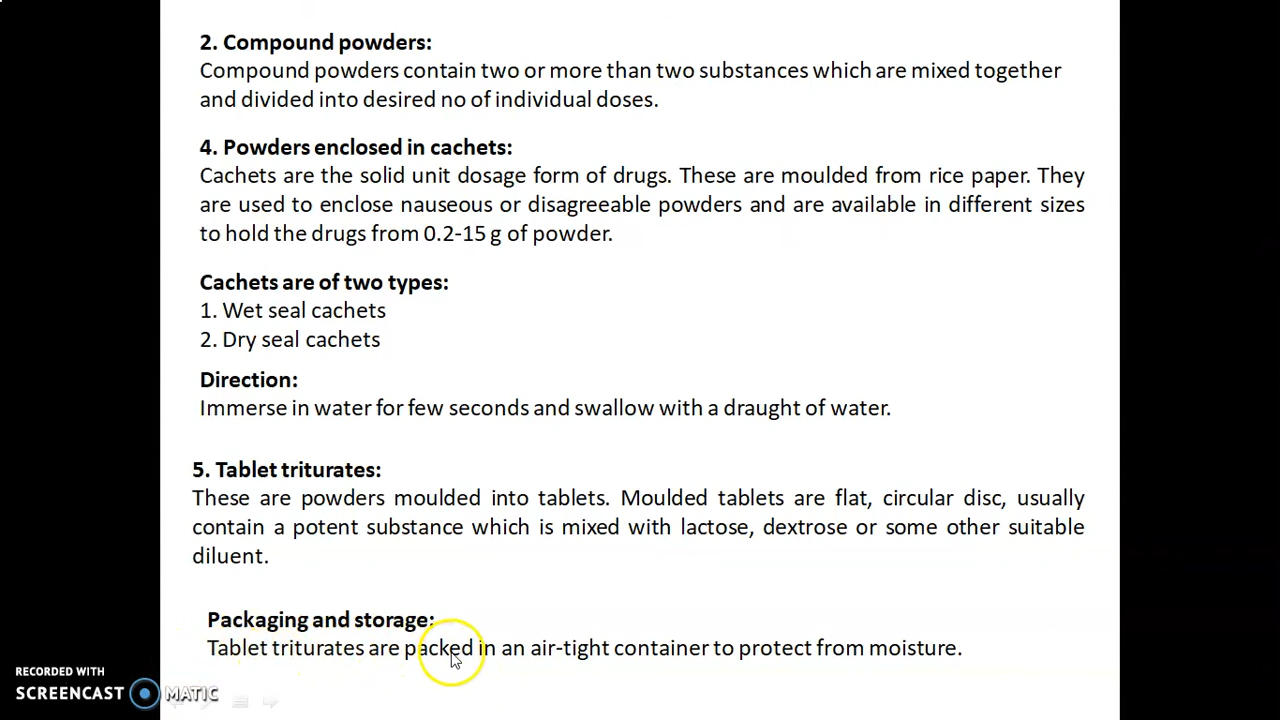 2. Compound powders:
Compound powders contain two or more than two substances which are mixed together
and divided into desired no of individual doses.
4. Powders enclosed in cachets:
Cachets are the solid unit dosage form of drugs. These are moulded from rice paper. They
are used to enclose nauseous or disagreeable powders and are available in different sizes
to hold the drugs from 0.2-15 g of powder.
Cachets are of two types:
1. Wet seal cachets
2. Dry seal cachets
Direction:
Immerse in water for few seconds and swallow with a draught of water.
5. Tablet triturates:
These are powders moulded into tablets. Moulded tablets are flat, circular disc, usually
contain a potent substance which is mixed with lactose, dextrose or some other suitable
diluent.
Packaging and storage:
Tablet triturates are packed in an air-tight container to protect from moisture.
RECORDED WITH
SCREENCAST MATIC